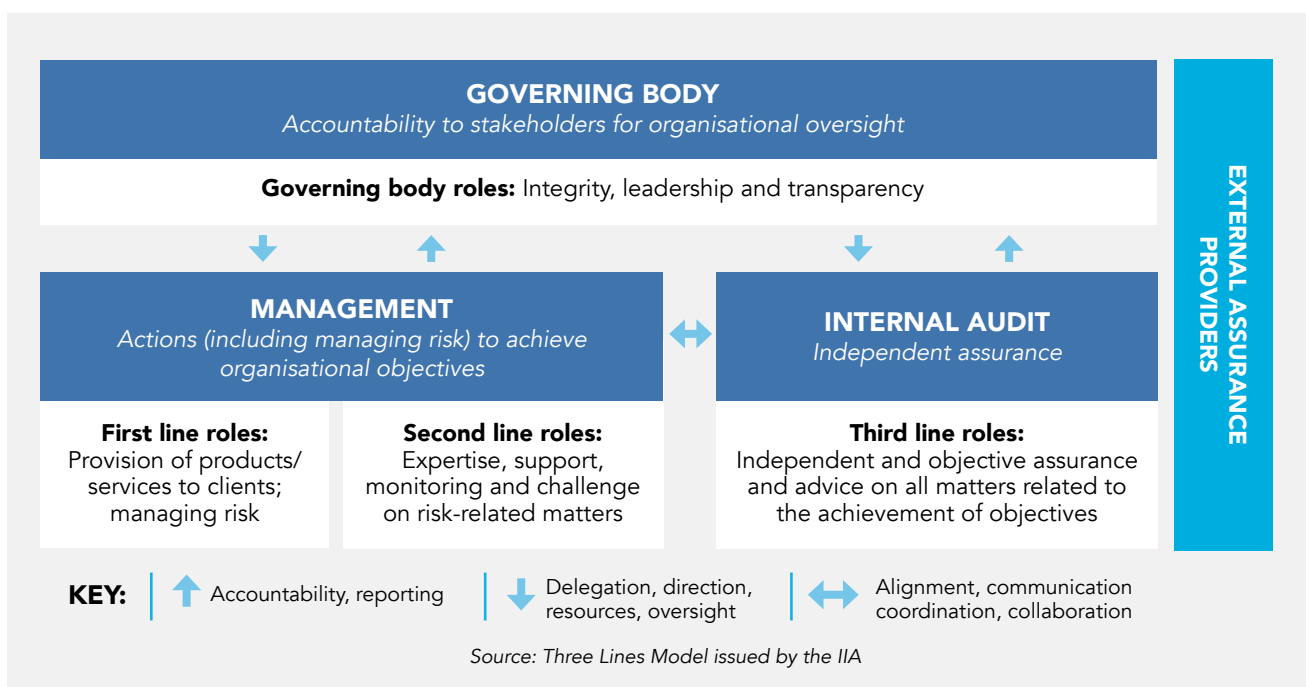 GOVERNING BODY
Accountability to stakeholders for organisational oversight
Governing body roles: Integrity, leadership and transparency
MANAGEMENT
Actions (including managing risk) to achieve
organisational objectives
INTERNAL AUDIT
Independent assurance
First line roles:
Provision of products/
services to clients;
managing risk
Second line roles:
Expertise, support,
monitoring and challenge
on risk-related matters
Third line roles:
Independent and objective assurance
and advice on all matters related to
the achievement of objectives
EXTERNAL ASSURANCE
PROVIDERS
KEY:
Accountability, reporting
Delegation, direction,
resources, oversight
Alignment, communication
coordination, collaboration
Source: Three Lines Model issued by the IIA